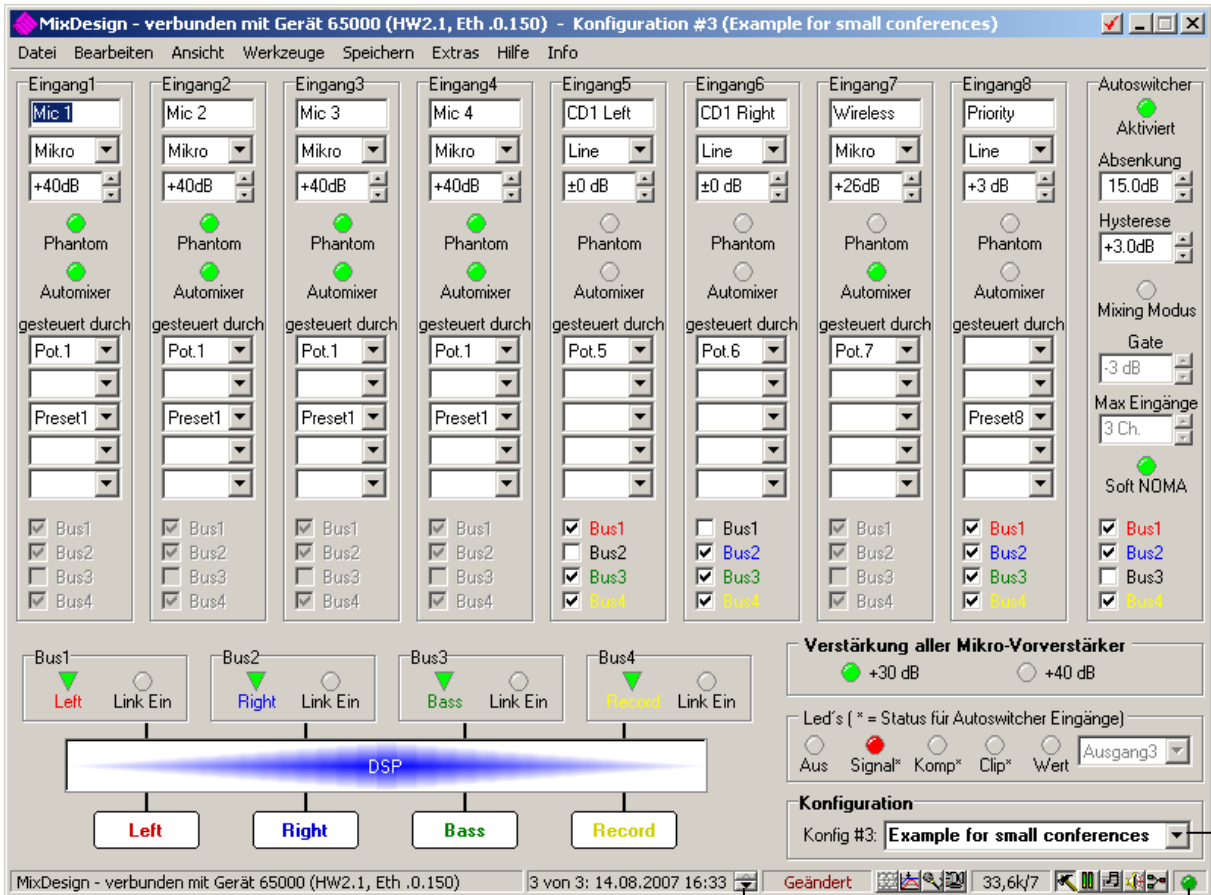 MixDesign - verbunden mit Gerät 65000 (HW2.1, Eth .0.150) - Konfiguration #3 (Example for small conferences)
Datei Bearbeiten Ansicht Werkzeuge Speichern Extras Hilfe Info
Eingang1 Eingang2 Eingang3 Eingang4 Eingang5 Eingang6 Eingang7 Eingang8 Autoswitcher
Mic 1 Mic 2 Mic 3 Mic 4 CD1 Left CD1 Right Wireless Priority
Aktiviert
Mikro Mikro Mikro Mikro Line Line Mikro Line
Absenkung
+40dB +40dB +40dB +40dB ±0 dB ±0 dB +26dB +3 dB 15.0dB
Hysterese
Phantom Phantom Phantom Phantom Phantom Phantom Phantom Phantom +3.0dB
Automixer Automixer Automixer Automixer Automixer Automixer Automixer Automixer
Mixing Modus
gesteuert durch gesteuert durch gesteuert durch gesteuert durch gesteuert durch gesteuert durch gesteuert durch gesteuert durch
Gate
Pot.1 Pot.1 Pot.1 Pot.1 Pot.5 Pot.6 Pot.7
-3 dB
Max Eingänge
Preset1 Preset1 Preset1 Preset1 Preset8
3 Ch.
Soft NOMA
Bus1 Bus1 Bus1 Bus1 Bus1 Bus1 Bus1 Bus1 Bus1
Bus2 Bus2 Bus2 Bus2 Bus2 Bus2 Bus2 Bus2 Bus2
Bus3 Bus3 Bus3 Bus3 Bus3 Bus3 Bus3 Bus3 Bus3
Bus4 Bus4 Bus4 Bus4 Bus4 Bus4 Bus4 Bus4 Bus4
Bus1 Bus2 Bus3 Bus4
Left Link Ein Right Link Ein Bass Link Ein Record Link Ein
DSP
Left Right Bass Record
Verstärkung aller Mikro-Vorverstärker
+30 dB +40 dB
Led´s ( * = Status für Autoswitcher Eingänge)
Aus Signal* Komp* Clip* Wert Ausgang3
Konfiguration
Konfig #3: Example for small conferences
MixDesign - verbunden mit Gerät 65000 (HW2.1, Eth .0.150) 3 von 3: 14.08.2007 16:33 Geändert 33,6k/7